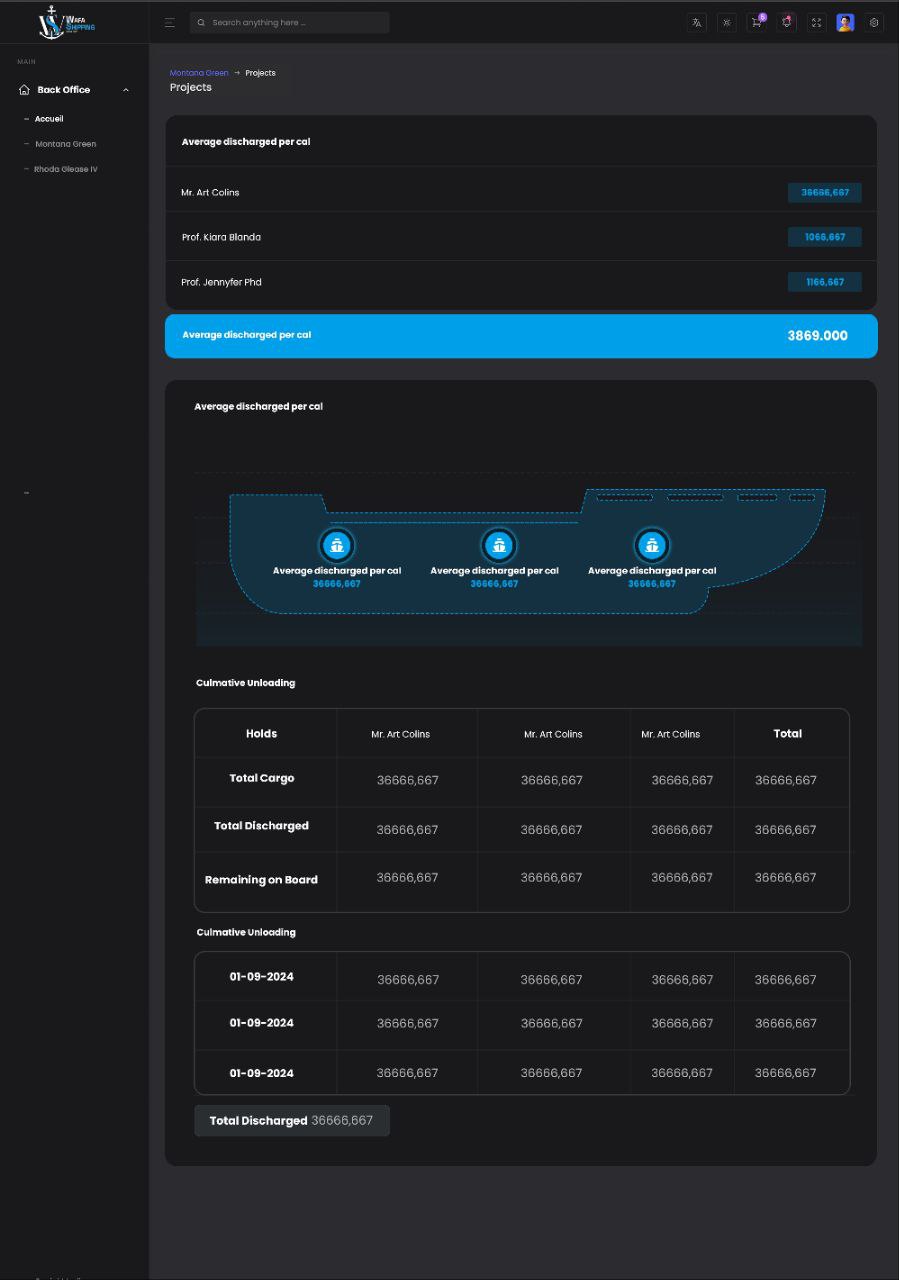 WAFA
SHIPPING
Search anything here ...
6
MAIN
Back Office
Accueil
Montana Green
Rhoda Glease IV
Montana Green → Projects
Projects
Average discharged per cal
Mr. Art Colins 36666,667
Prof. Kiara Blanda 1066,667
Prof. Jennyfer Phd 1166,667
Average discharged per cal 3869.000
Average discharged per cal
Average discharged per cal Average discharged per cal Average discharged per cal
36666,667 36666,667 36666,667
Culmative Unloading
Holds Mr. Art Colins Mr. Art Colins Mr. Art Colins Total
Total Cargo 36666,667 36666,667 36666,667 36666,667
Total Discharged 36666,667 36666,667 36666,667 36666,667
Remaining on Board 36666,667 36666,667 36666,667 36666,667
Culmative Unloading
01-09-2024 36666,667 36666,667 36666,667 36666,667
01-09-2024 36666,667 36666,667 36666,667 36666,667
01-09-2024 36666,667 36666,667 36666,667 36666,667
Total Discharged 36666,667